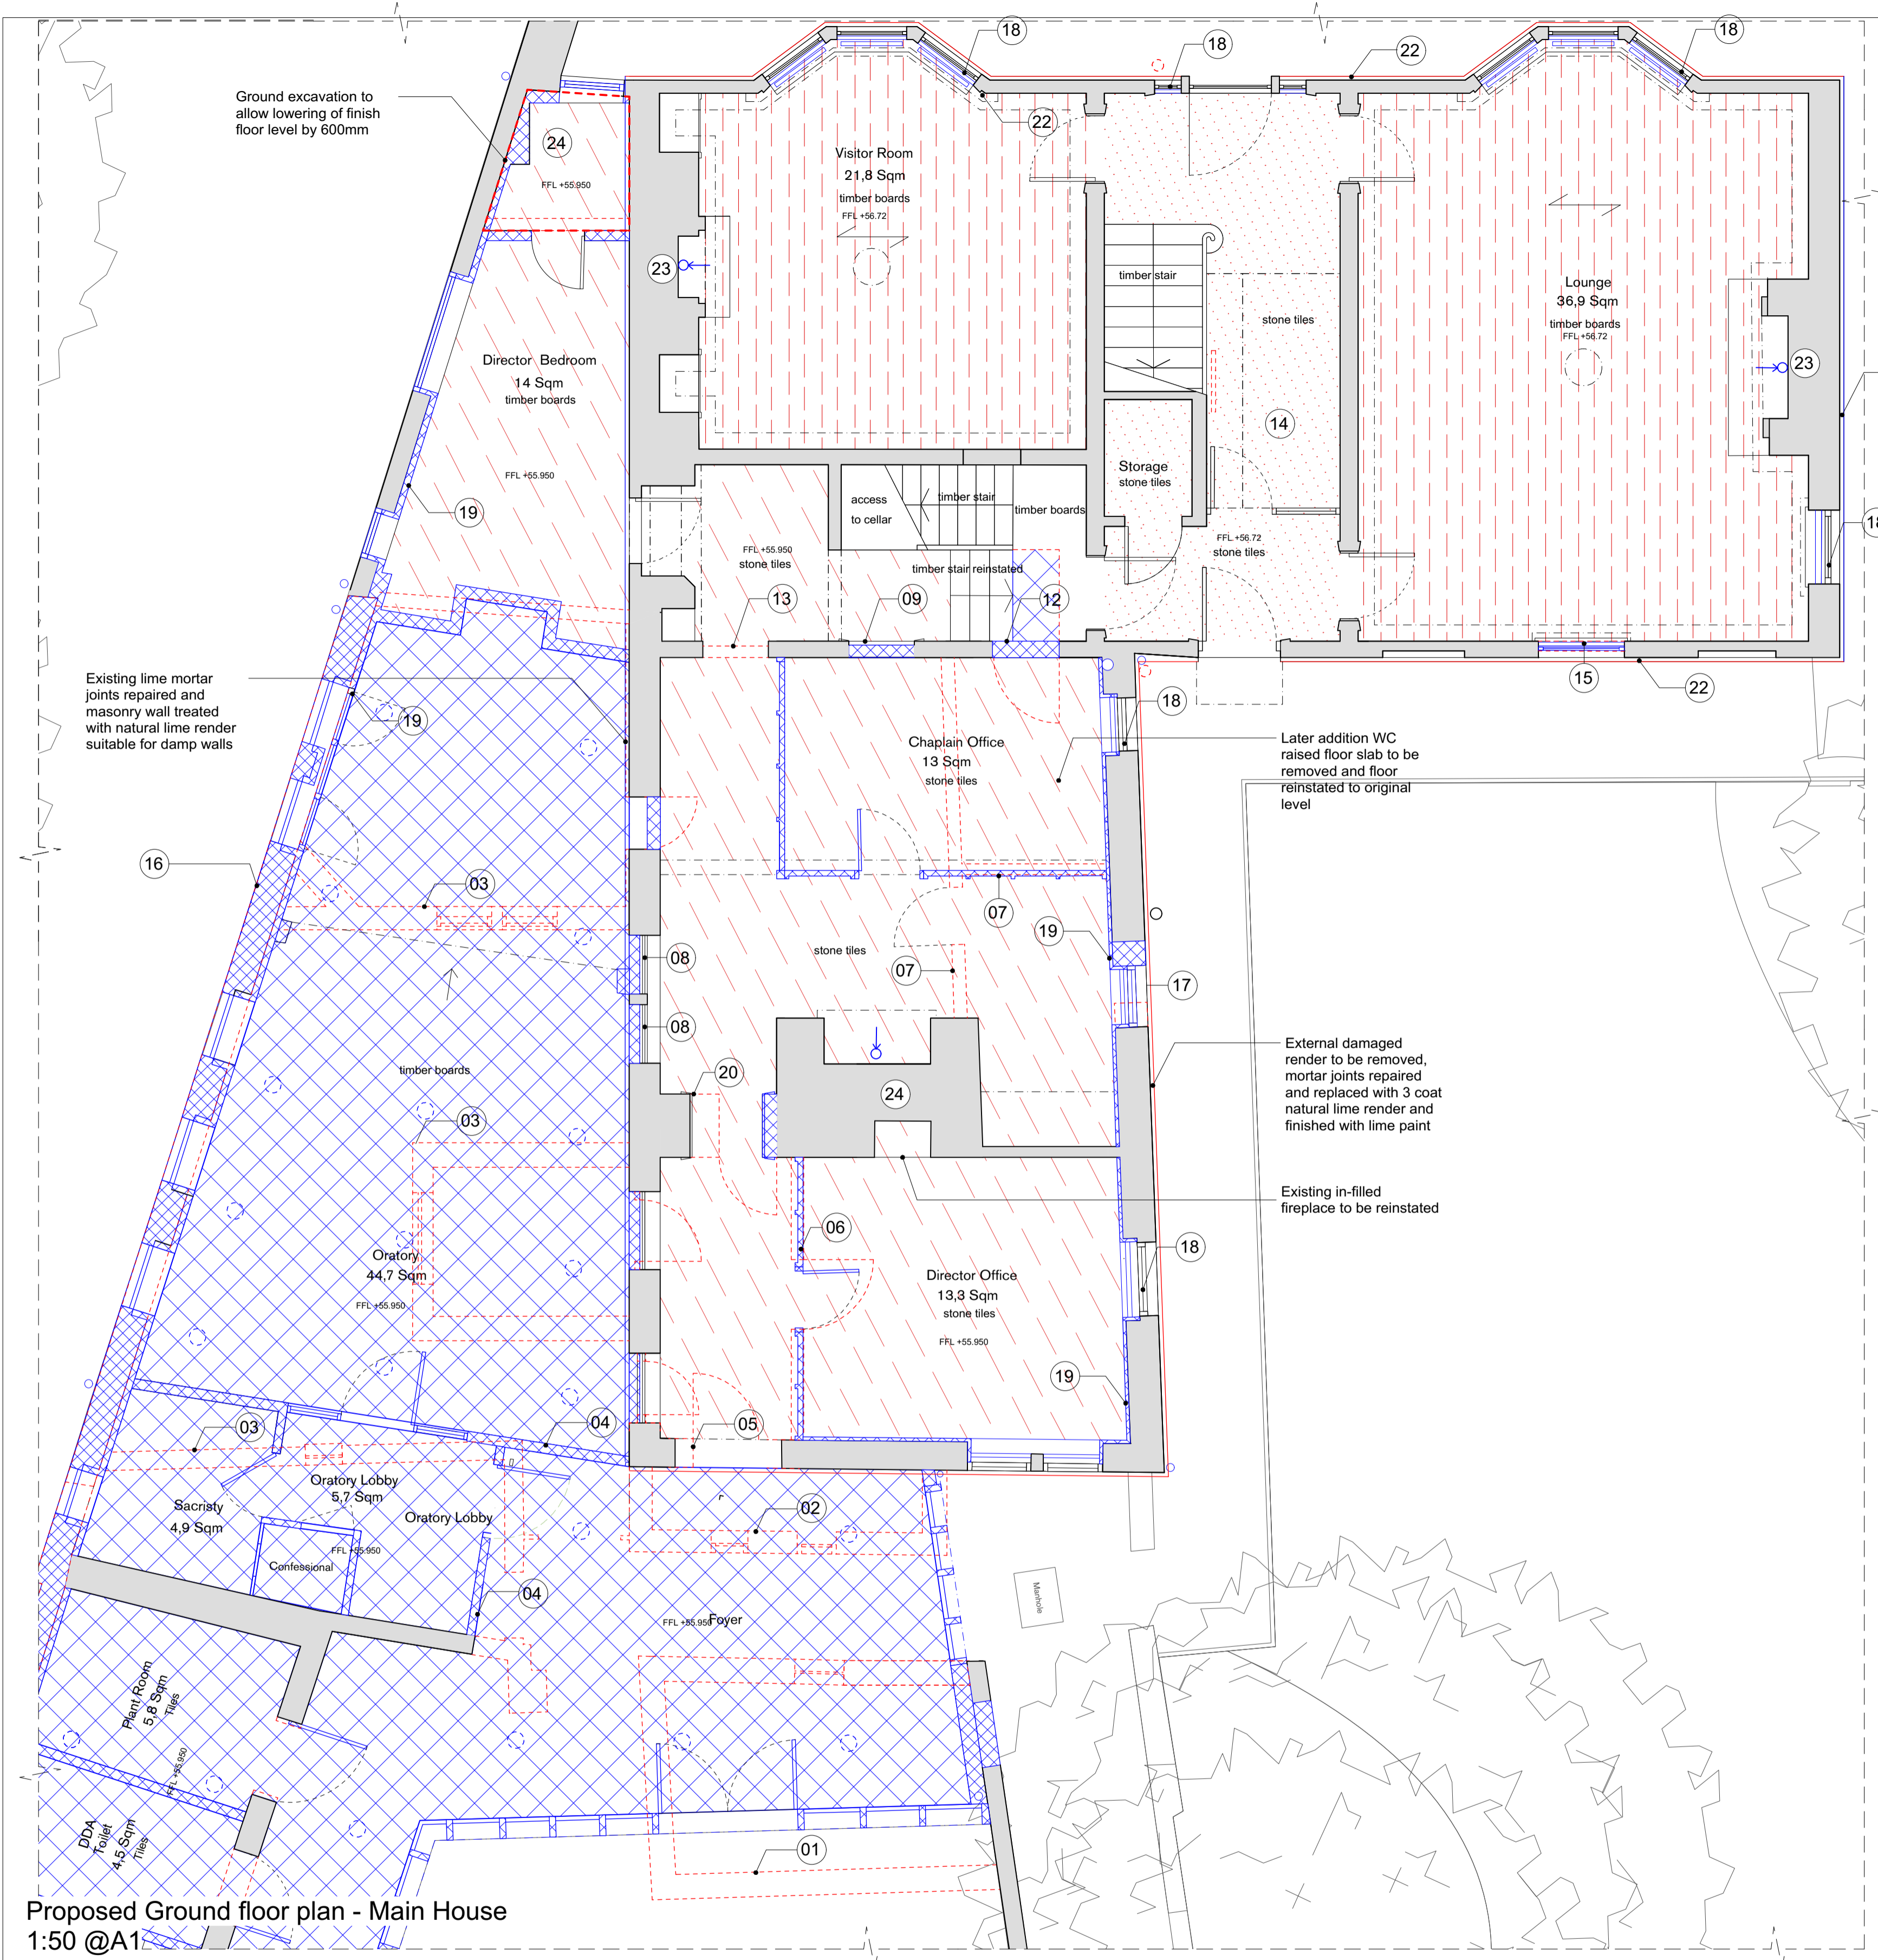 18
18
22
18
Ground excavation to
allow lowering of finish
floor level by 600mm
24
FFL +55.950
22
Visitor Room
21,8 Sqm
timber boards
FFL +56.72
23
timber stair
stone tiles
Lounge
36,9 Sqm
timber boards
FFL +56.72
23
Director Bedroom
14 Sqm
timber boards
FFL +55.950
19
14
Storage
stone tiles
access
to cellar
timber stair
timber boards
FFL +55.950
stone tiles
timber stair reinstated
FFL +56.72
stone tiles
18
13
09
12
15
22
Existing lime mortar
joints repaired and
masonry wall treated
with natural lime render
suitable for damp walls
19
18
Chaplain Office
13 Sqm
stone tiles
Later addition WC
raised floor slab to be
removed and floor
reinstated to original
level
16
03
07
19
stone tiles
08
07
17
08
External damaged
render to be removed,
mortar joints repaired
and replaced with 3 coat
natural lime render and
finished with lime paint
timber boards
20
24
03
Existing in-filled
fireplace to be reinstated
06
18
Oratory
44,7 Sqm
FFL +55.950
Director Office
13,3 Sqm
stone tiles
FFL +55.950
19
03
04
05
Oratory Lobby
5,7 Sqm
Sacristy
4,9 Sqm
Oratory Lobby
02
FFL +55.950
Confessional
04
FFL +55.950
Foyer
Manhole
Plant Room
5,8 Sqm
Tiles
FFL +55.950
DDA
Toilet
4,5 Sqm
Tiles
01
Proposed Ground floor plan - Main House
1:50 @A1